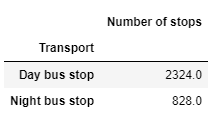 Number of stops
Transport
Day bus stop 2324.0
Night bus stop 828.0